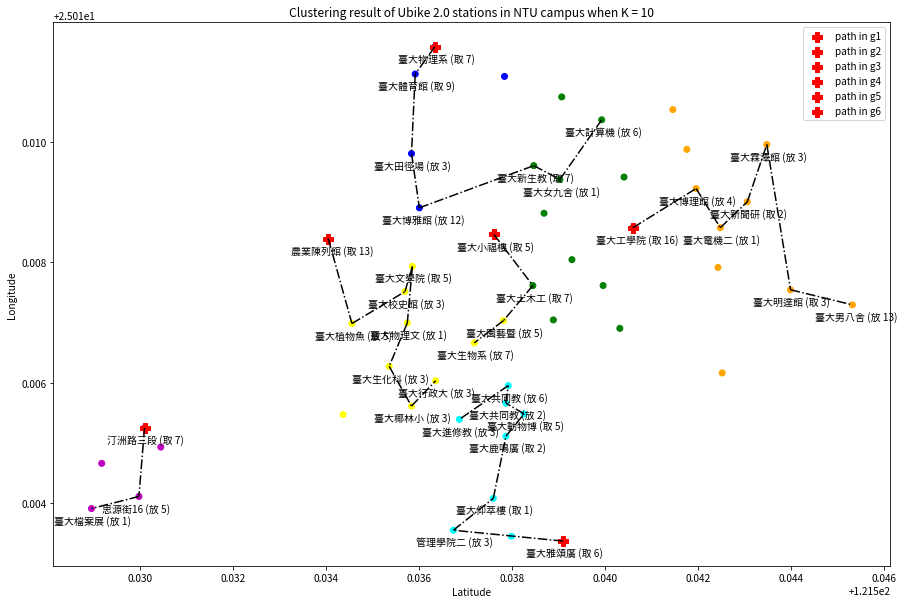 Clustering result of Ubike 2.0 stations in NTU campus when K = 10
+2.501e1
path in g1
path in g2
path in g3
path in g4
path in g5
path in g6
臺大物理系 (取 7)
臺大體育館 (取 9)
臺大計算機 (放 6)
0.010
臺大田徑場 (放 3)
臺大霖澤館 (放 3)
臺大新生教 (取 7)
臺大女九舍 (放 1)
臺大博理館 (放 4)
臺大新聞研 (取 2)
臺大博雅館 (放 12)
臺大工學院 (取 16)
臺大電機二 (放 1)
農業陳列館 (取 13)
臺大小福樓 (取 5)
0.008
臺大文學院 (取 5)
臺大土木工 (取 7)
臺大校史館 (放 3)
臺大明達館 (取 3)
臺大男八舍 (放 13)
臺大植物魚
臺大物理文 (放 1)
臺大園藝暨 (放 5)
臺大生物系 (放 7)
0.006
臺大生化科 (放 3)
臺大行政大 (放 3)
臺大共同教 (放 6)
臺大椰林小 (放 3)
臺大共同教 (放 2)
臺大動物博 (取 5)
臺大進修教 (放 3)
汀洲路三段 (取 7)
臺大鹿鳴廣 (取 2)
0.004
思源街16 (放 5)
臺大檔案展 (放 1)
臺大卸萃樓 (取 1)
管理學院二 (放 3)
臺大雅頌廣 (取 6)
Longitude
0.030
0.032
0.034
0.036
0.038
0.040
0.042
0.044
0.046
+1.215e2
Latitude